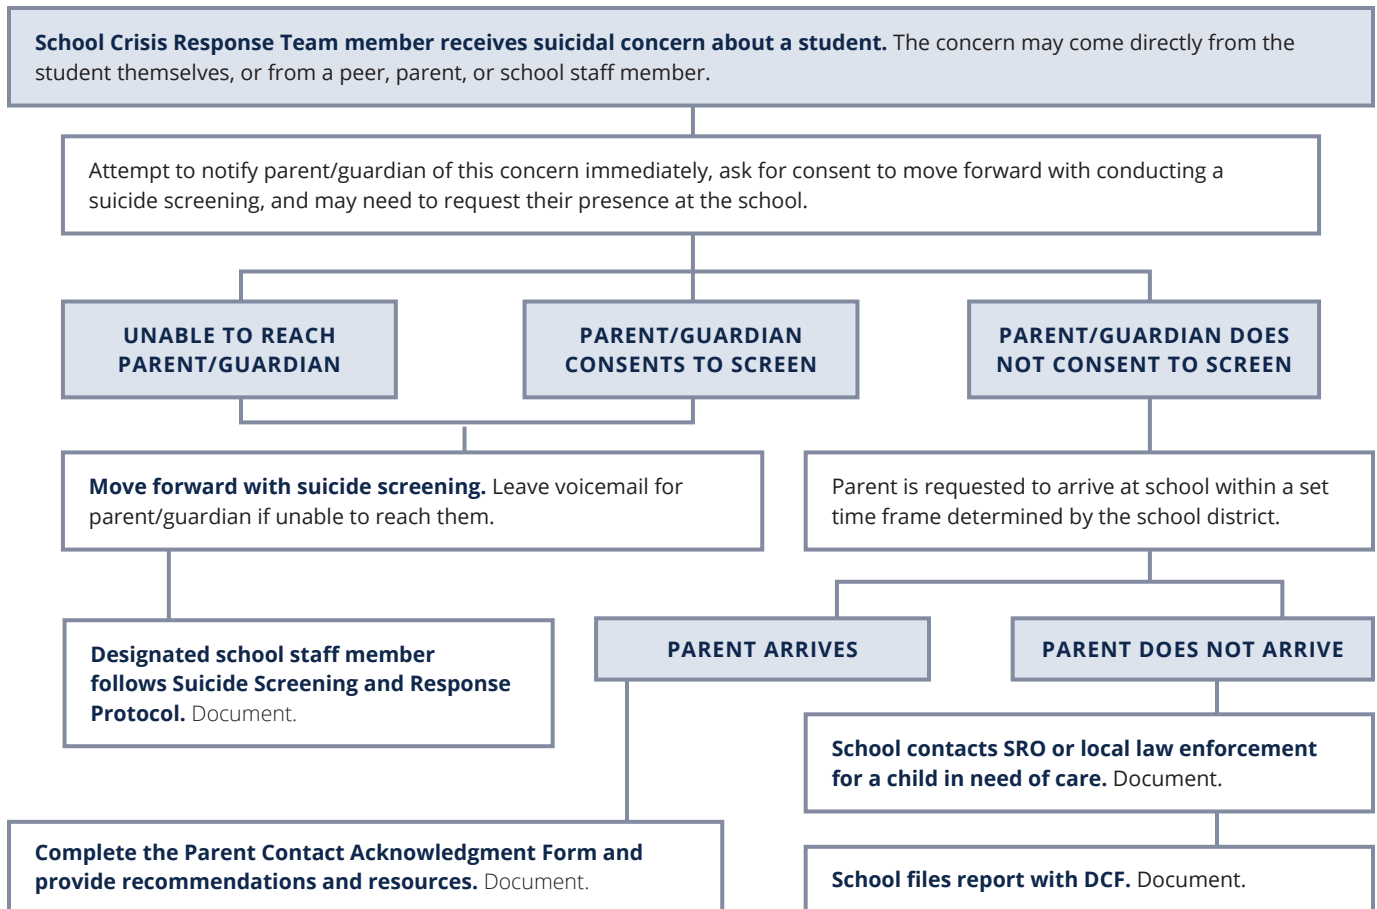 School Crisis Response Team member receives suicidal concern about a student. The concern may come directly from the
student themselves, or from a peer, parent, or school staff member.
Attempt to notify parent/guardian of this concern immediately, ask for consent to move forward with conducting a
suicide screening, and may need to request their presence at the school.
UNABLE TO REACH
PARENT/GUARDIAN
PARENT/GUARDIAN
CONSENTS TO SCREEN
PARENT/GUARDIAN DOES
NOT CONSENT TO SCREEN
Move forward with suicide screening. Leave voicemail for
parent/guardian if unable to reach them.
Parent is requested to arrive at school within a set
time frame determined by the school district.
Designated school staff member
follows Suicide Screening and Response
Protocol. Document.
PARENT ARRIVES
PARENT DOES NOT ARRIVE
School contacts SRO or local law enforcement
for a child in need of care. Document.
Complete the Parent Contact Acknowledgment Form and
provide recommendations and resources. Document.
School files report with DCF. Document.